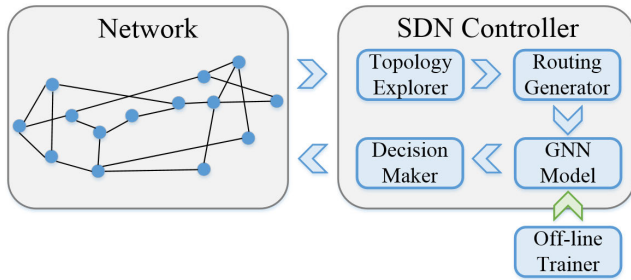 Network
SDN Controller
Topology
Explorer
Routing
Generator
Decision
Maker
GNN
Model
Off-line
Trainer